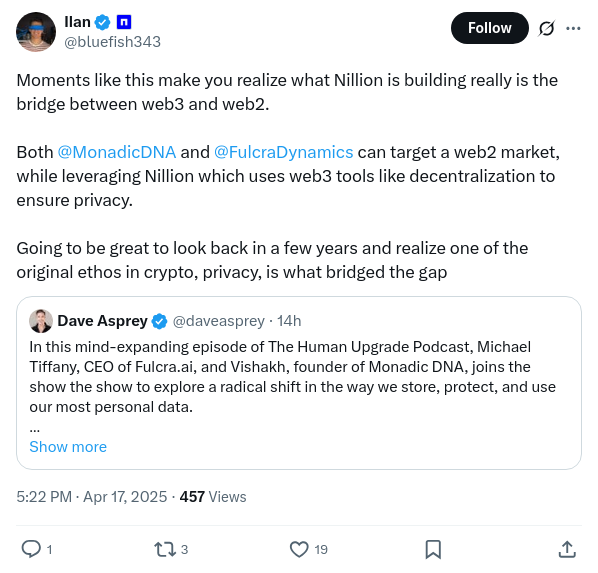 Ilan
@bluefish343
Follow
Moments like this make you realize what Nillion is building really is the
bridge between web3 and web2.
Both @MonadicDNA and @FulcraDynamics can target a web2 market,
while leveraging Nillion which uses web3 tools like decentralization to
ensure privacy.
Going to be great to look back in a few years and realize one of the
original ethos in crypto, privacy, is what bridged the gap
Dave Asprey @daveasprey · 14h
In this mind-expanding episode of The Human Upgrade Podcast, Michael
Tiffany, CEO of Fulcra.ai, and Vishakh, founder of Monadic DNA, joins the
show the show to explore a radical shift in the way we store, protect, and use
our most personal data.
...
Show more
5:22 PM · Apr 17, 2025 · 457 Views
1 3 19